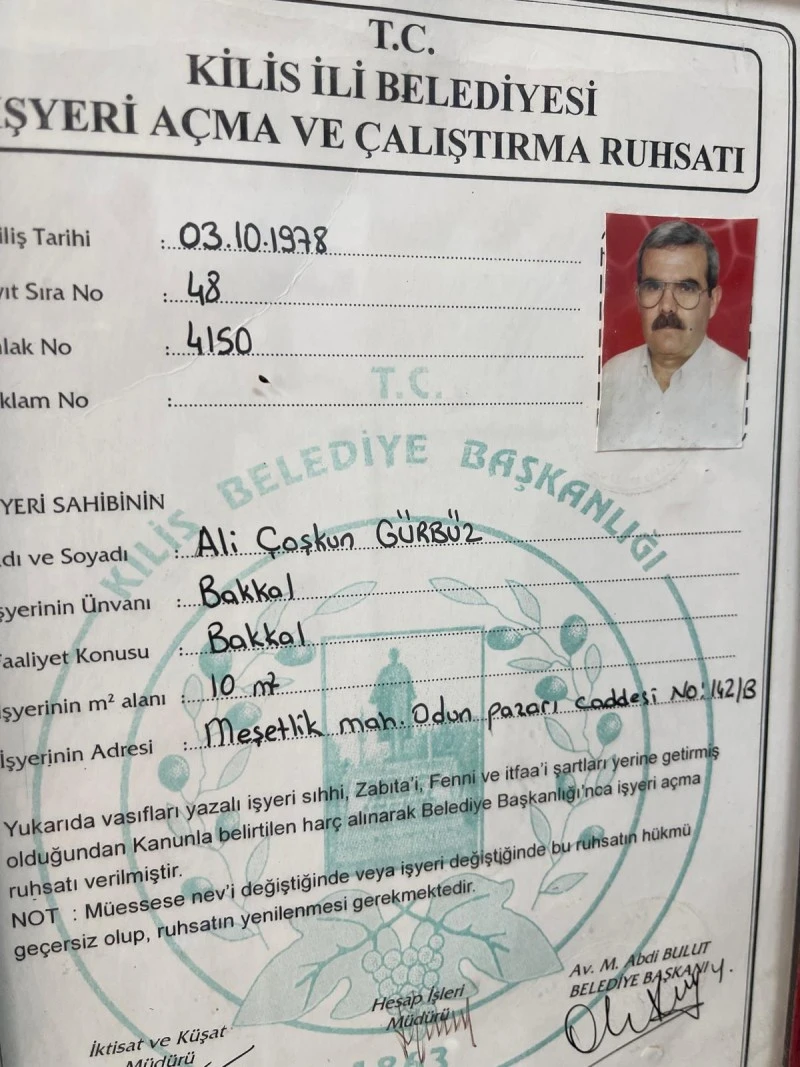 T.C.
KİLİS İLİ BELEDİYESİ
İŞYERİ AÇMA VE ÇALIŞTIRMA RUHSATI
iliş Tarihi : 03.10.1978
yıt Sıra No : 48
lak No : 4150
klam No :
T.C.
KİLİS BELEDİYE BAŞKANLIĞI
YERİ SAHİBİNİN
dı ve Soyadı : Ali Çoşkun GÜRBÜZ
şyerinin Ünvanı : Bakkal
aaliyet Konusu : Bakkal
İşyerinin m² alanı : 10 m²
İşyerinin Adresi : Meşetlik mah. Odun pazarı caddesi No: 142/B
Yukarıda vasıfları yazalı işyeri sıhhi, Zabıta'i, Fenni ve itfaa'i şartları yerine getirmiş
olduğundan Kanunla belirtilen harç alınarak Belediye Başkanlığı'nca işyeri açma
ruhsatı verilmiştir.
NOT : Müessese nev'i değiştiğinde veya işyeri değiştiğinde bu ruhsatın hükmü
geçersiz olup, ruhsatın yenilenmesi gerekmektedir.
İktisat ve Küşat
Müdürü
Hesap İşleri
Müdürü
Av. M. Abdi BULUT
BELEDİYE BAŞKANI